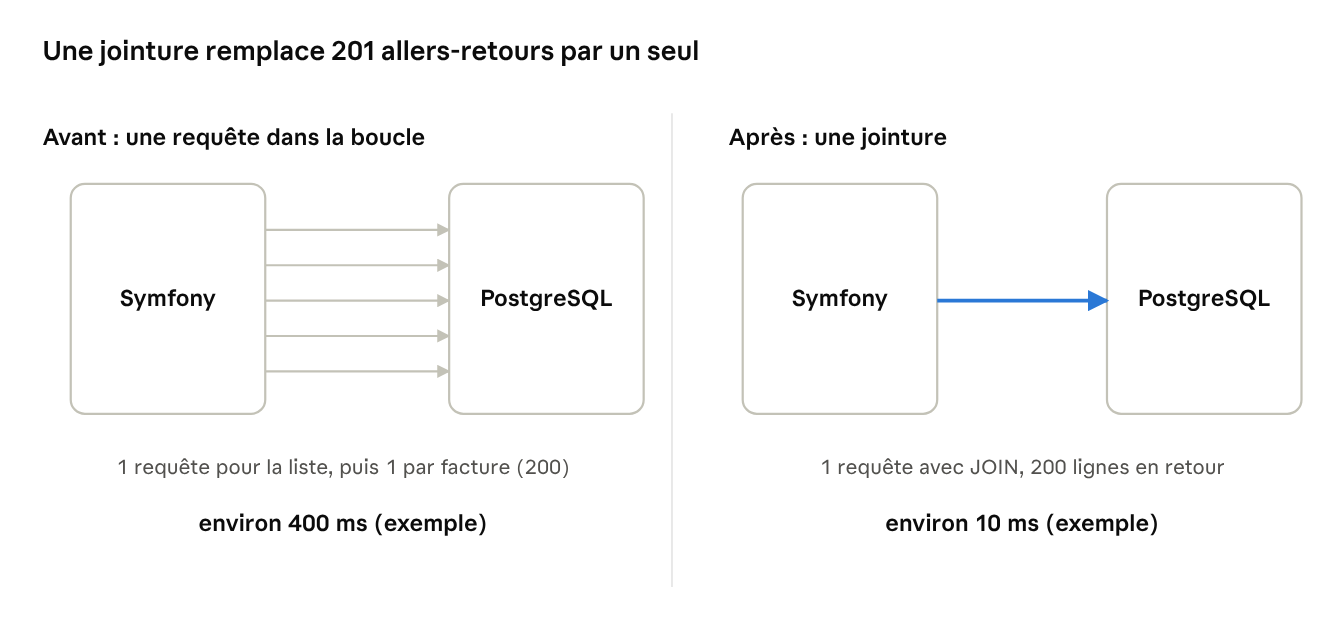 Une jointure remplace 201 allers-retours par un seul
Avant : une requête dans la boucle
Symfony
PostgreSQL
1 requête pour la liste, puis 1 par facture (200)
environ 400 ms (exemple)
Après : une jointure
Symfony
PostgreSQL
1 requête avec JOIN, 200 lignes en retour
environ 10 ms (exemple)